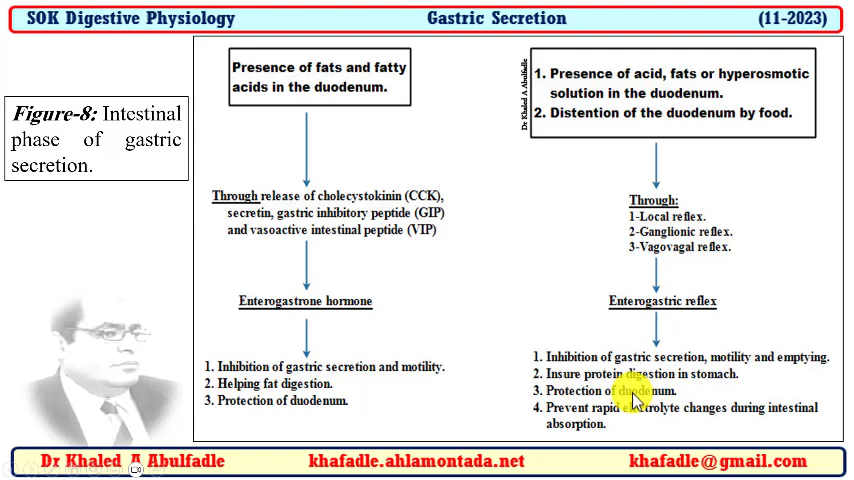 SOK Digestive Physiology Gastric Secretion (11-2023)
Figure-8: Intestinal
phase of gastric
secretion.
Presence of fats and fatty
acids in the duodenum.
Through release of cholecystokinin (CCK),
secretin, gastric inhibitory peptide (GIP)
and vasoactive intestinal peptide (VIP)
Enterogastrone hormone
1. Inhibition of gastric secretion and motility.
2. Helping fat digestion.
3. Protection of duodenum.
Dr Khaled A Abulfadle
1. Presence of acid, fats or hyperosmotic
solution in the duodenum.
2. Distention of the duodenum by food.
Through:
1-Local reflex.
2-Ganglionic reflex.
3-Vagovagal reflex.
Enterogastric reflex
1. Inhibition of gastric secretion, motility and emptying.
2. Insure protein digestion in stomach.
3. Protection of duodenum.
4. Prevent rapid electrolyte changes during intestinal
absorption.
Dr Khaled A Abulfadle khafadle.ahlamontada.net khafadle@gmail.com